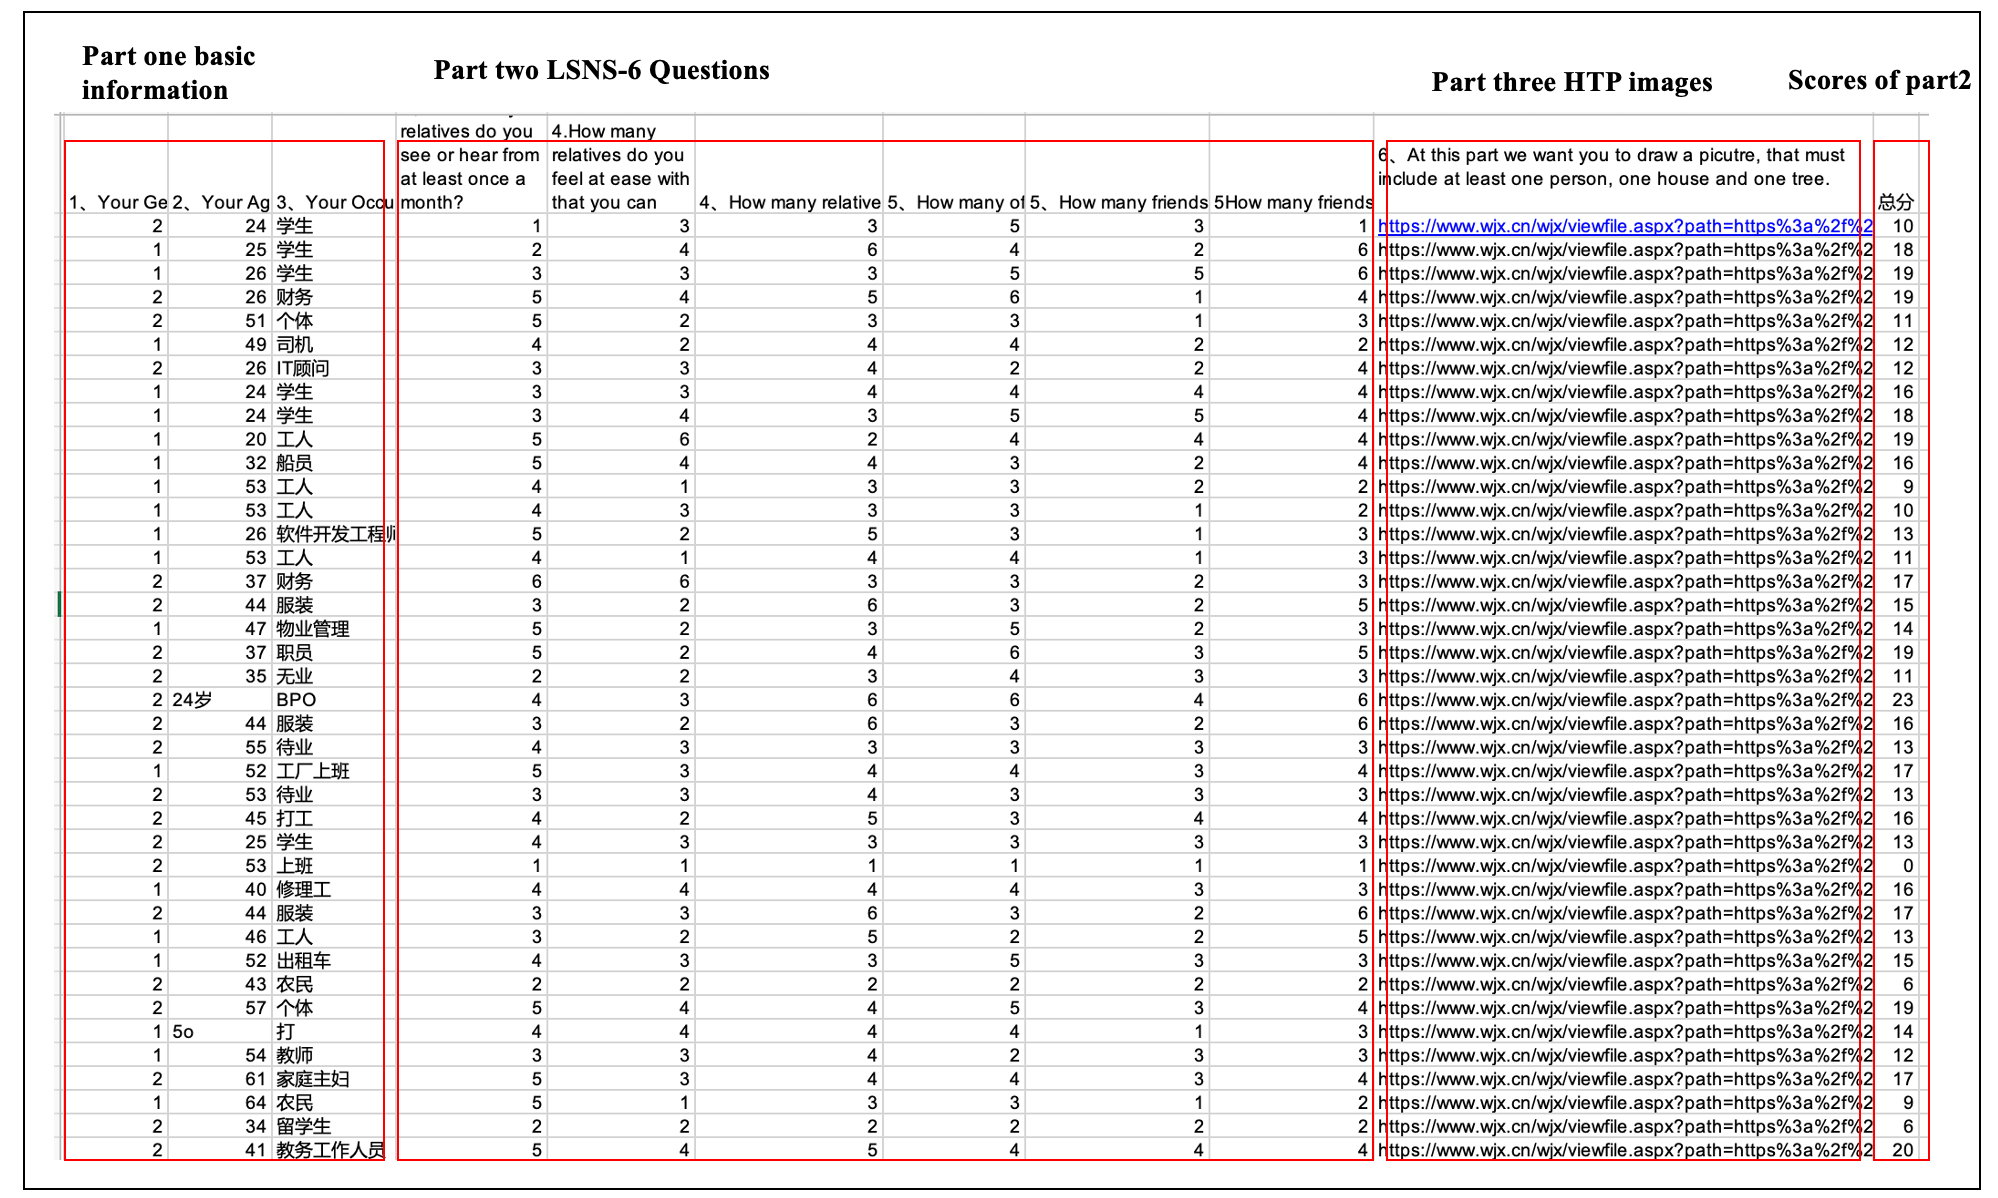 Part one basic
information
Part two LSNS-6 Questions
Part three HTP images
Scores of part2
1、Your Ge
2、Your Ag
3、Your Occu
relatives do you
see or hear from
at least once a
month?
4.How many
relatives do you
feel at ease with
that you can
4、How many relative
5、How many of
5、How many friends
5How many friends
6、At this part we want you to draw a picutre, that must
include at least one person, one house and one tree.
总分
2 24 学生 1 3 3 5 3 1 https://www.wjx.cn/wjx/viewfile.aspx?path=https%3a%2f%2 10
1 25 学生 2 4 6 4 2 6 https://www.wjx.cn/wjx/viewfile.aspx?path=https%3a%2f%2 18
1 26 学生 3 3 3 5 5 6 https://www.wjx.cn/wjx/viewfile.aspx?path=https%3a%2f%2 19
2 26 财务 5 4 5 6 1 4 https://www.wjx.cn/wjx/viewfile.aspx?path=https%3a%2f%2 19
2 51 个体 5 2 3 3 1 3 https://www.wjx.cn/wjx/viewfile.aspx?path=https%3a%2f%2 11
1 49 司机 4 2 4 4 2 2 https://www.wjx.cn/wjx/viewfile.aspx?path=https%3a%2f%2 12
2 26 IT顾问 3 3 4 2 2 4 https://www.wjx.cn/wjx/viewfile.aspx?path=https%3a%2f%2 12
1 24 学生 3 3 4 4 4 4 https://www.wjx.cn/wjx/viewfile.aspx?path=https%3a%2f%2 16
1 24 学生 3 4 3 5 5 4 https://www.wjx.cn/wjx/viewfile.aspx?path=https%3a%2f%2 18
1 20 工人 5 6 2 4 4 4 https://www.wjx.cn/wjx/viewfile.aspx?path=https%3a%2f%2 19
1 32 船员 5 4 4 3 2 4 https://www.wjx.cn/wjx/viewfile.aspx?path=https%3a%2f%2 16
1 53 工人 4 1 3 3 2 2 https://www.wjx.cn/wjx/viewfile.aspx?path=https%3a%2f%2 9
1 53 工人 4 3 3 3 1 2 https://www.wjx.cn/wjx/viewfile.aspx?path=https%3a%2f%2 10
1 26 软件开发工程师 5 2 5 3 1 3 https://www.wjx.cn/wjx/viewfile.aspx?path=https%3a%2f%2 13
1 53 工人 4 1 4 4 1 3 https://www.wjx.cn/wjx/viewfile.aspx?path=https%3a%2f%2 11
2 37 财务 6 6 3 3 2 3 https://www.wjx.cn/wjx/viewfile.aspx?path=https%3a%2f%2 17
2 44 服装 3 2 6 3 2 5 https://www.wjx.cn/wjx/viewfile.aspx?path=https%3a%2f%2 15
1 47 物业管理 5 2 3 5 2 3 https://www.wjx.cn/wjx/viewfile.aspx?path=https%3a%2f%2 14
2 37 职员 5 2 4 6 3 5 https://www.wjx.cn/wjx/viewfile.aspx?path=https%3a%2f%2 19
2 35 无业 2 2 3 4 3 3 https://www.wjx.cn/wjx/viewfile.aspx?path=https%3a%2f%2 11
2 24岁 BPO 4 3 6 6 4 6 https://www.wjx.cn/wjx/viewfile.aspx?path=https%3a%2f%2 23
2 44 服装 3 2 6 3 2 6 https://www.wjx.cn/wjx/viewfile.aspx?path=https%3a%2f%2 16
2 55 待业 4 3 3 3 3 3 https://www.wjx.cn/wjx/viewfile.aspx?path=https%3a%2f%2 13
1 52 工厂上班 5 3 4 4 3 4 https://www.wjx.cn/wjx/viewfile.aspx?path=https%3a%2f%2 17
2 53 待业 3 3 4 3 3 3 https://www.wjx.cn/wjx/viewfile.aspx?path=https%3a%2f%2 13
2 45 打工 4 2 5 3 4 4 https://www.wjx.cn/wjx/viewfile.aspx?path=https%3a%2f%2 16
2 25 学生 4 3 3 3 3 3 https://www.wjx.cn/wjx/viewfile.aspx?path=https%3a%2f%2 13
2 53 上班 1 1 1 1 1 1 https://www.wjx.cn/wjx/viewfile.aspx?path=https%3a%2f%2 0
1 40 修理工 4 4 4 4 3 3 https://www.wjx.cn/wjx/viewfile.aspx?path=https%3a%2f%2 16
2 44 服装 3 3 6 3 2 6 https://www.wjx.cn/wjx/viewfile.aspx?path=https%3a%2f%2 17
1 46 工人 3 2 5 2 2 5 https://www.wjx.cn/wjx/viewfile.aspx?path=https%3a%2f%2 13
1 52 出租车 4 3 3 5 3 3 https://www.wjx.cn/wjx/viewfile.aspx?path=https%3a%2f%2 15
2 43 农民 2 2 2 2 2 2 https://www.wjx.cn/wjx/viewfile.aspx?path=https%3a%2f%2 6
2 57 个体 5 4 4 5 3 4 https://www.wjx.cn/wjx/viewfile.aspx?path=https%3a%2f%2 19
1 5o 打 4 4 4 4 1 3 https://www.wjx.cn/wjx/viewfile.aspx?path=https%3a%2f%2 14
1 54 教师 3 3 4 2 3 3 https://www.wjx.cn/wjx/viewfile.aspx?path=https%3a%2f%2 12
2 61 家庭主妇 5 3 4 4 3 4 https://www.wjx.cn/wjx/viewfile.aspx?path=https%3a%2f%2 17
1 64 农民 5 1 3 3 1 2 https://www.wjx.cn/wjx/viewfile.aspx?path=https%3a%2f%2 9
2 34 留学生 2 2 2 2 2 2 https://www.wjx.cn/wjx/viewfile.aspx?path=https%3a%2f%2 6
2 41 教务工作人员 5 4 5 4 4 4 https://www.wjx.cn/wjx/viewfile.aspx?path=https%3a%2f%2 20